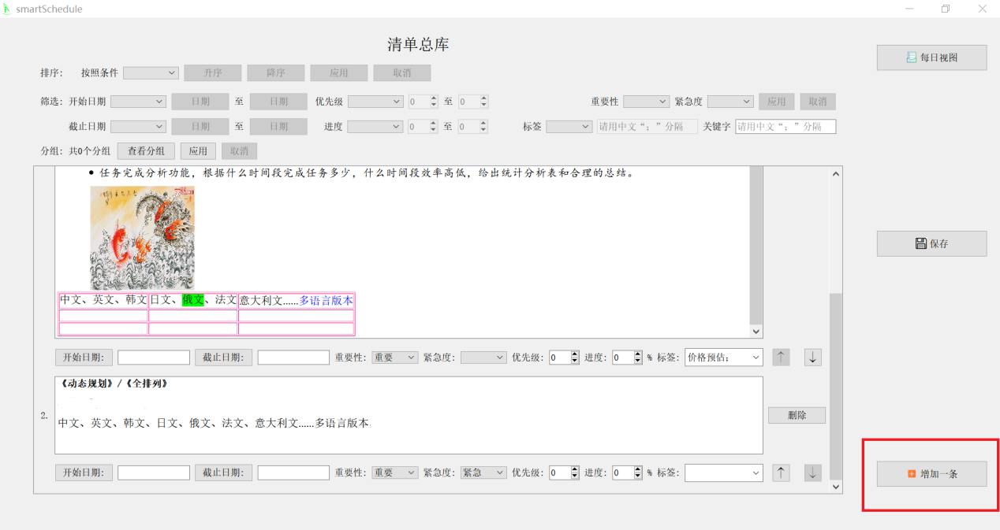 smartSchedule
清单总库
每日视图
排序: 按照条件 升序 降序 应用 取消
筛选: 开始日期 日期 至 日期 优先级 0 至 0 重要性 紧急度 应用 取消
截止日期 日期 至 日期 进度 0 至 0 标签 请用中文“；”分隔 关键字 请用中文“；”分隔
分组: 共0个分组 查看分组 应用 取消
• 任务完成分析功能，根据什么时间段完成任务多少，什么时间段效率高低，给出统计分析表和合理的总结。
中文、英文、韩文 日文、俄文、法文 意大利文......多语言版本
保存
开始日期: 截止日期: 重要性: 重要 紧急度: 优先级: 0 进度: 0 % 标签: 价格预估; ↑ ↓
《动态规划》/《全排列》
2.
删除
中文、英文、韩文、日文、俄文、法文、意大利文......多语言版本
开始日期: 截止日期: 重要性: 重要 紧急度: 紧急 优先级: 0 进度: 0 % 标签: ↑ ↓
增加一条